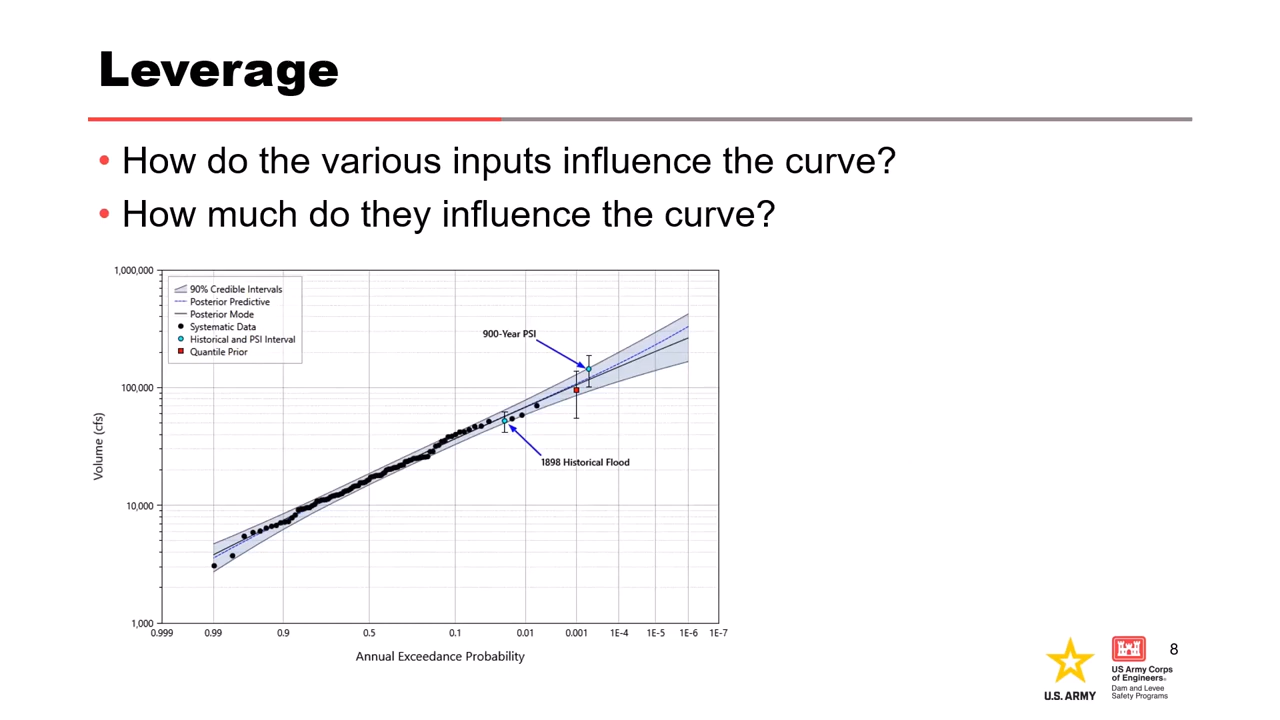 Leverage
• How do the various inputs influence the curve?
• How much do they influence the curve?
1,000,000
100,000
10,000
1,000
Volume (cfs)
90% Credible Intervals
Posterior Predictive
Posterior Mode
Systematic Data
Historical and PSI Interval
Quantile Prior
900-Year PSI
1898 Historical Flood
0.999 0.99 0.9 0.5 0.1 0.01 0.001 1E-4 1E-5 1E-6 1E-7
Annual Exceedance Probability
U.S. ARMY
US Army Corps
of Engineers®
Dam and Levee
Safety Programs
8